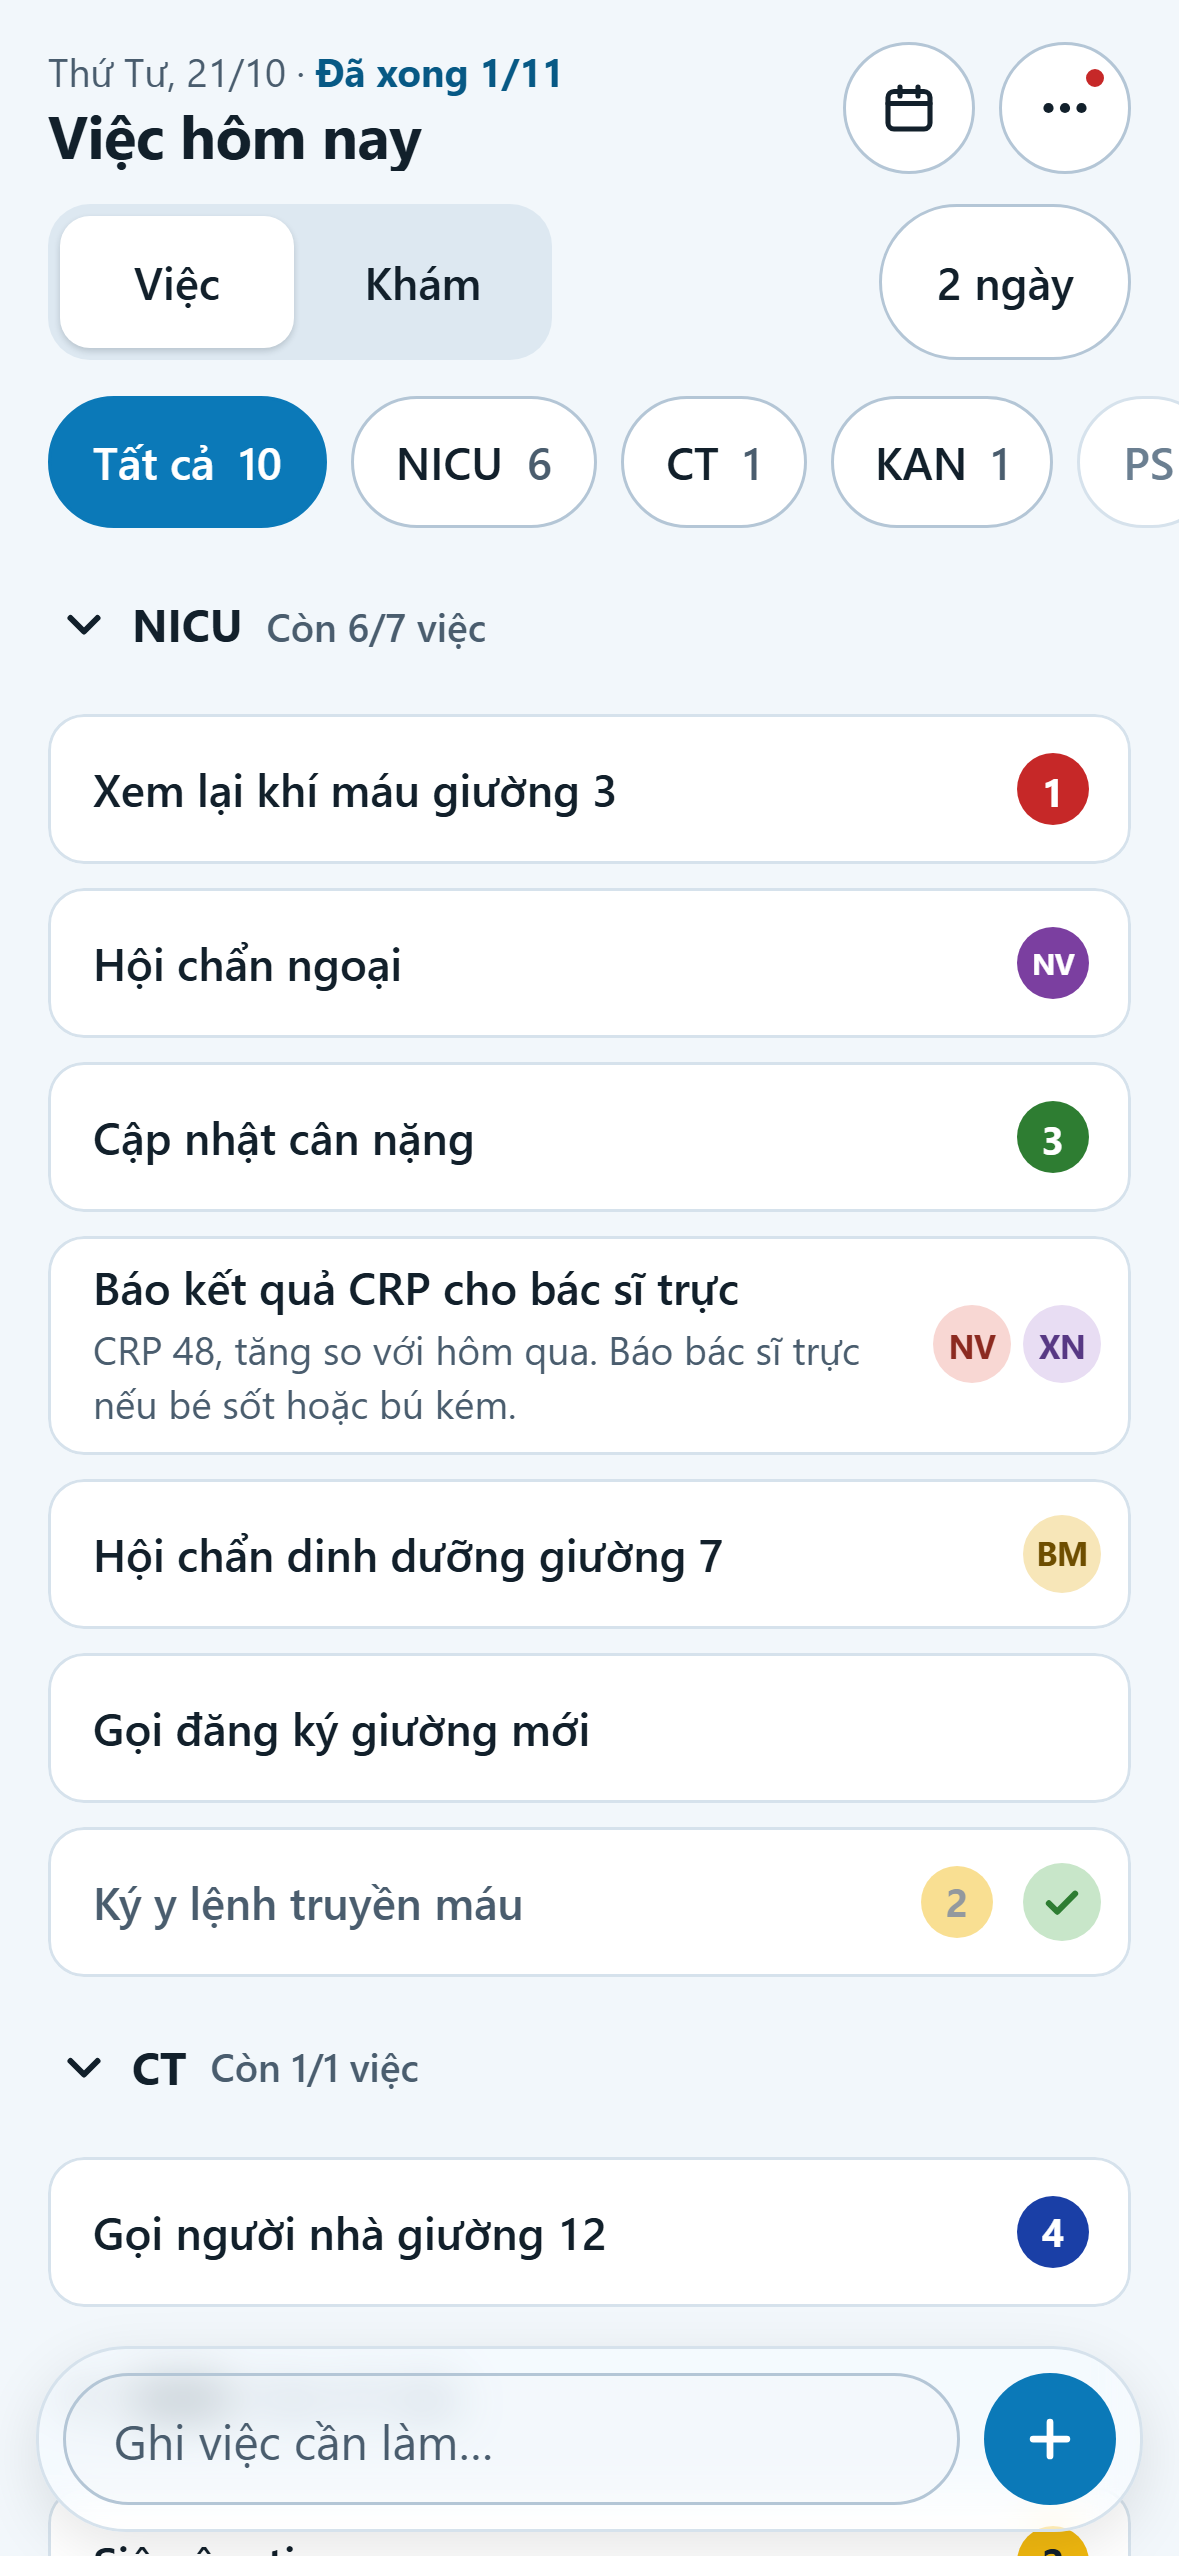 Thứ Tư, 21/10 · Đã xong 1/11
Việc hôm nay
Việc
Khám
2 ngày
Tất cả 10
NICU 6
CT 1
KAN 1
PS
NICU Còn 6/7 việc
Xem lại khí máu giường 3
1
Hội chẩn ngoại
NV
Cập nhật cân nặng
3
Báo kết quả CRP cho bác sĩ trực
CRP 48, tăng so với hôm qua. Báo bác sĩ trực
nếu bé sốt hoặc bú kém.
NV XN
Hội chẩn dinh dưỡng giường 7
BM
Gọi đăng ký giường mới
Ký y lệnh truyền máu
2
CT Còn 1/1 việc
Gọi người nhà giường 12
4
Ghi việc cần làm...